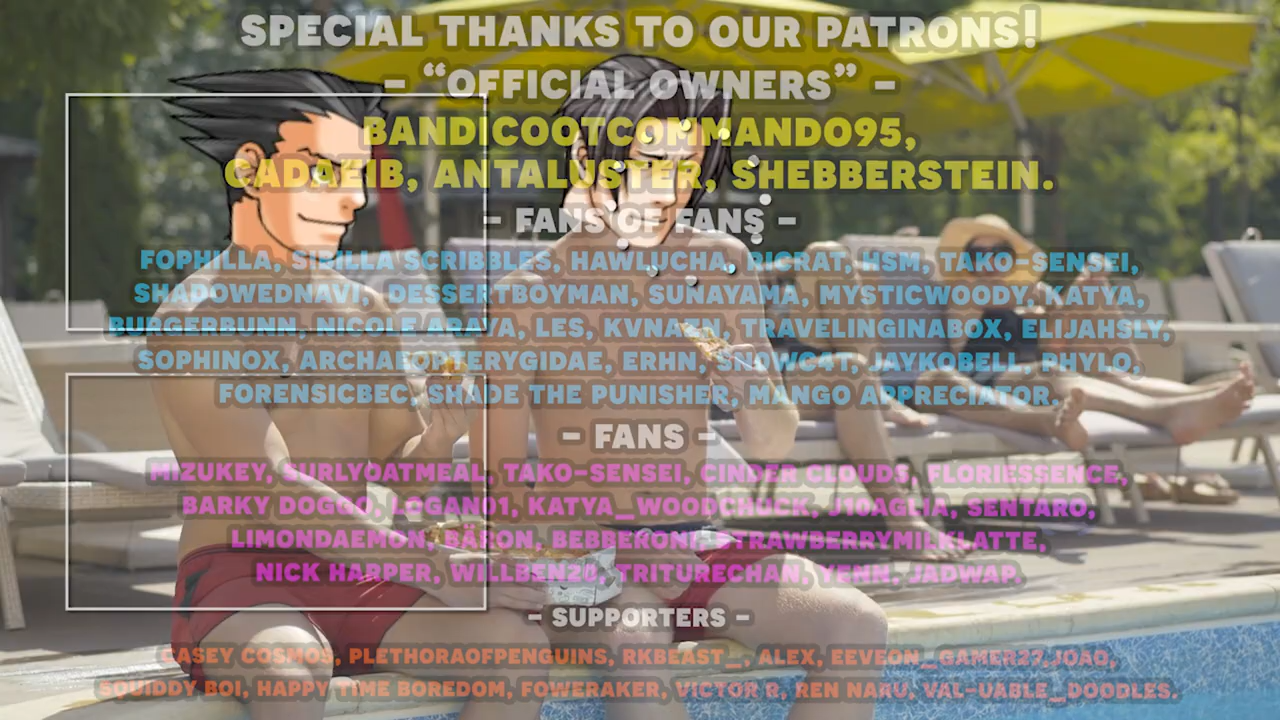 SPECIAL THANKS TO OUR PATRONS!
- “OFFICIAL OWNERS” -
BANDICOOTCOMMANDO95,
CADAEIB, ANTALUSTER, SHEBBERSTEIN.
- FANS OF FANS -
FOPHILLA, SIRILLA SCRIBBLES, HAWLUCHA, BIGRAT, HSM, TAKO-SENSEI,
SHADOWEDNAVI, DESSERTBOYMAN, SUNAYAMA, MYSTICWOODY, KATYA,
BURGERBUNN, NICOLE ARAYA, LES, KVNAEN, TRAVELINGINABOX, ELIJAHSLY,
SOPHINOX, ARCHAEOPTERYGIDAE, ERHN, SNOWC4T, JAYKOBELL, PHYLO,
FORENSICBEC, SHADE THE PUNISHER, MANGO APPRECIATOR.
- FANS -
MIZUKEY, SURLYOATMEAL, TAKO-SENSEI, CINDER CLOUDS, FLORIESSENCE,
BARKY DOGGO, LOGAN01, KATYA_WOODCHUCK, J10AGLIA, SENTARO,
LIMONDAEMON, BÄRON, BEBBERONI, STRAWBERRYMILKLATTE,
NICK HARPER, WILLBEN20, TRITURECHAN, YENN, JADWAP.
- SUPPORTERS -
CASEY COSMOS, PLETHORAOFPENGUINS, RKBEAST_, ALEX, EEVEON_GAMER27, JOAO,
SQUIDDY BOI, HAPPY TIME BOREDOM, FOWERAKER, VICTOR R, REN NARU, VAL-UABLE_DOODLES.